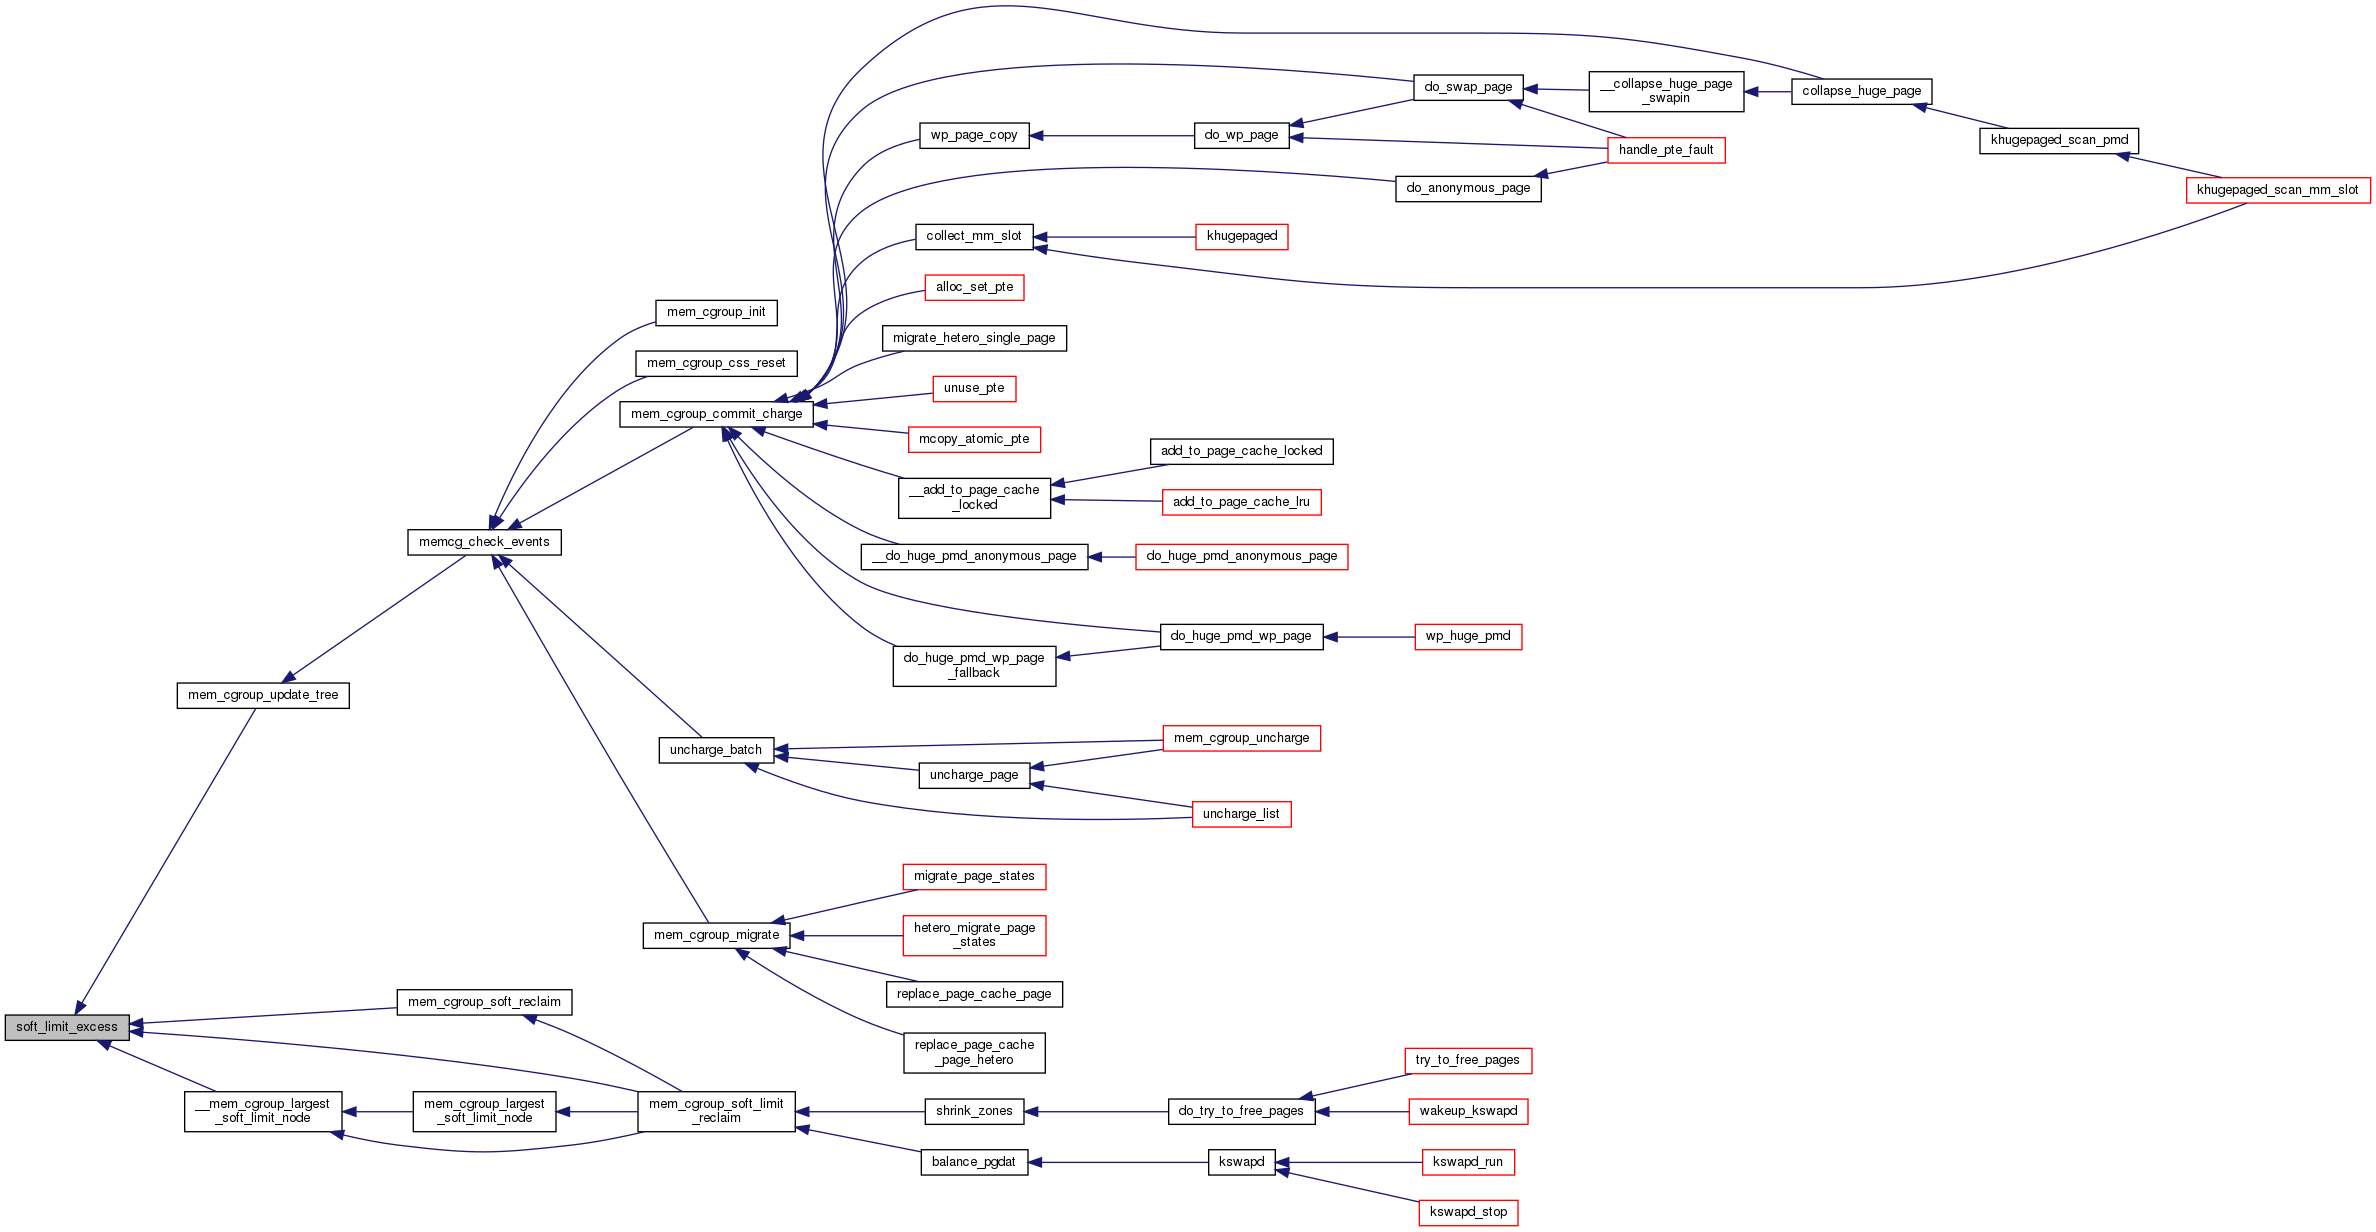 do_swap_page
__collapse_huge_page
_swapin
collapse_huge_page
wp_page_copy
do_wp_page
handle_pte_fault
khugepaged_scan_pmd
do_anonymous_page
khugepaged_scan_mm_slot
collect_mm_slot
khugepaged
alloc_set_pte
mem_cgroup_init
migrate_hetero_single_page
mem_cgroup_css_reset
unuse_pte
mem_cgroup_commit_charge
mcopy_atomic_pte
add_to_page_cache_locked
__add_to_page_cache
_locked
add_to_page_cache_lru
memcg_check_events
__do_huge_pmd_anonymous_page
do_huge_pmd_anonymous_page
do_huge_pmd_wp_page
wp_huge_pmd
do_huge_pmd_wp_page
_fallback
mem_cgroup_update_tree
uncharge_batch
mem_cgroup_uncharge
uncharge_page
uncharge_list
migrate_page_states
mem_cgroup_migrate
hetero_migrate_page
_states
replace_page_cache_page
mem_cgroup_soft_reclaim
soft_limit_excess
replace_page_cache
_page_hetero
try_to_free_pages
__mem_cgroup_largest
_soft_limit_node
mem_cgroup_largest
_soft_limit_node
mem_cgroup_soft_limit
_reclaim
shrink_zones
do_try_to_free_pages
wakeup_kswapd
balance_pgdat
kswapd
kswapd_run
kswapd_stop